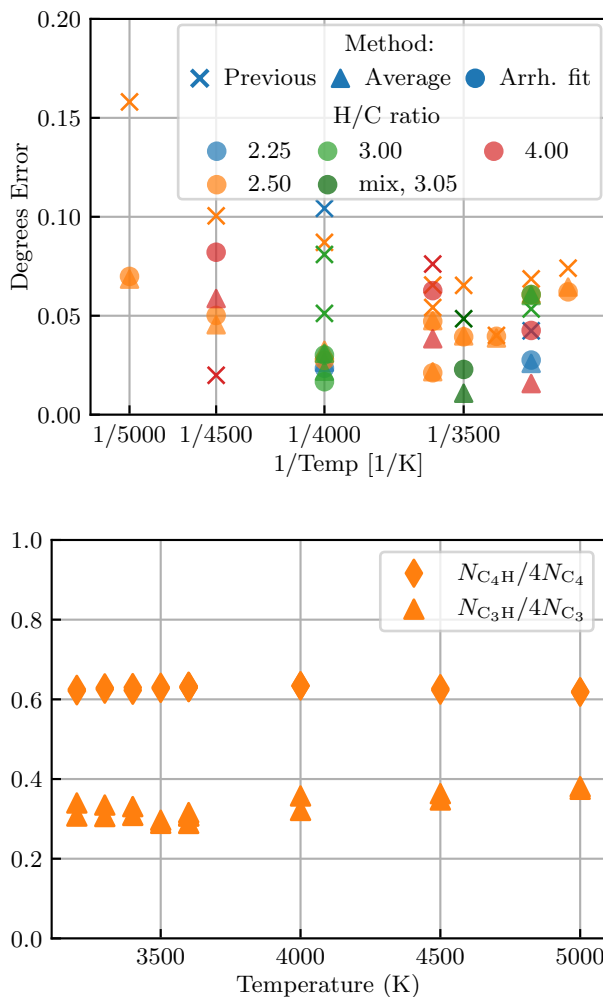 0.20
0.15
0.10
0.05
0.00
Degrees Error
Method:
Previous
Average
Arrh. fit
H/C ratio
2.25
3.00
4.00
2.50
mix, 3.05
1/5000
1/4500
1/4000
1/3500
1/Temp [1/K]
1.0
0.8
0.6
0.4
0.2
0.0
N_{C_4H}/4N_{C_4}
N_{C_3H}/4N_{C_3}
3500
4000
4500
5000
Temperature (K)